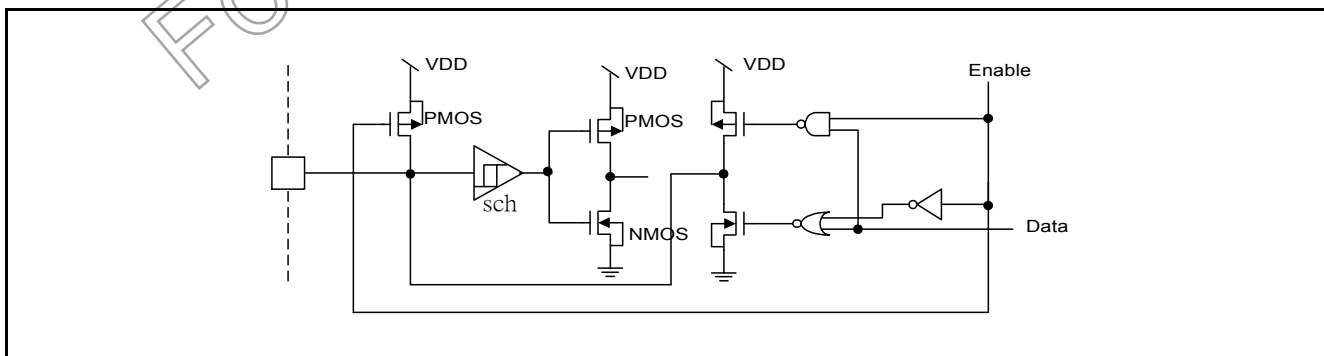 VDD
VDD
VDD
Enable
PMOS
PMOS
sch
NMOS
Data